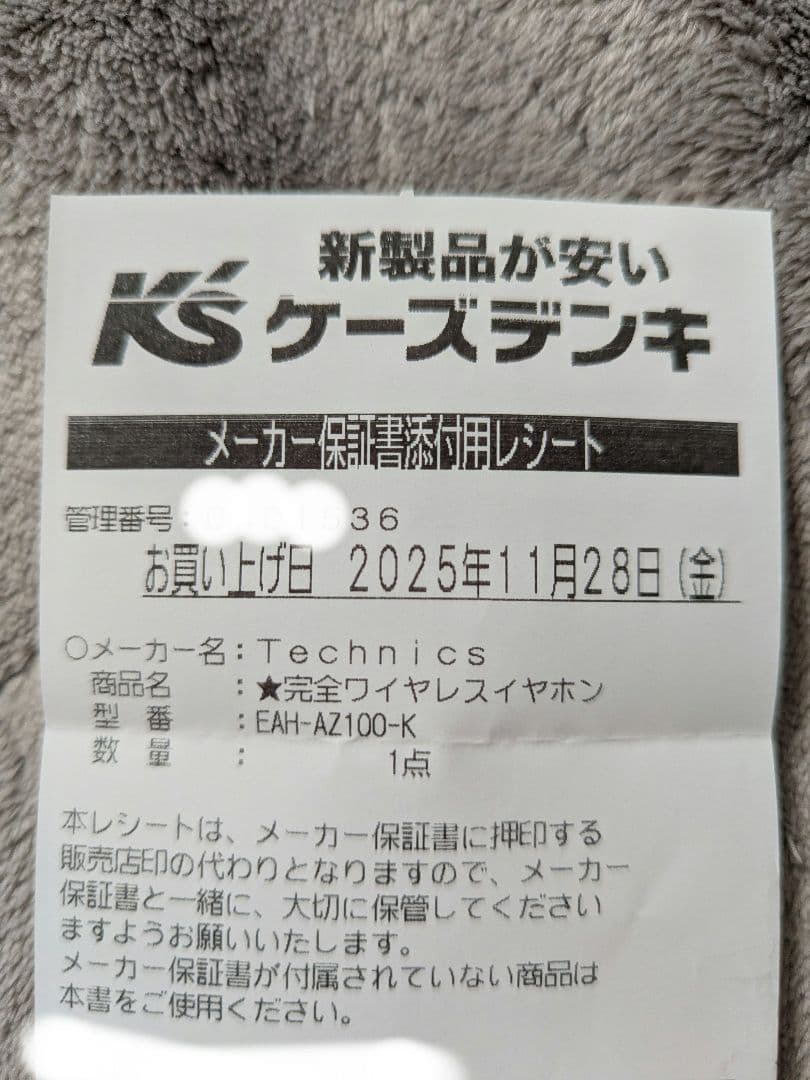 新製品が安い
K's ケーズデンキ
メーカー保証書添付用レシート
管理番号:36
お買い上げ日 2025年11月28日(金)
○メーカー名:Technics
商品名 :★完全ワイヤレスイヤホン
型番 :EAH-AZ100-K
数量 : 1点
本レシートは、メーカー保証書に押印する
販売店印の代わりとなりますので、メーカー
保証書と一緒に、大切に保管してください
ますようお願いいたします。
メーカー保証書が付属されていない商品は
本書をご使用ください。